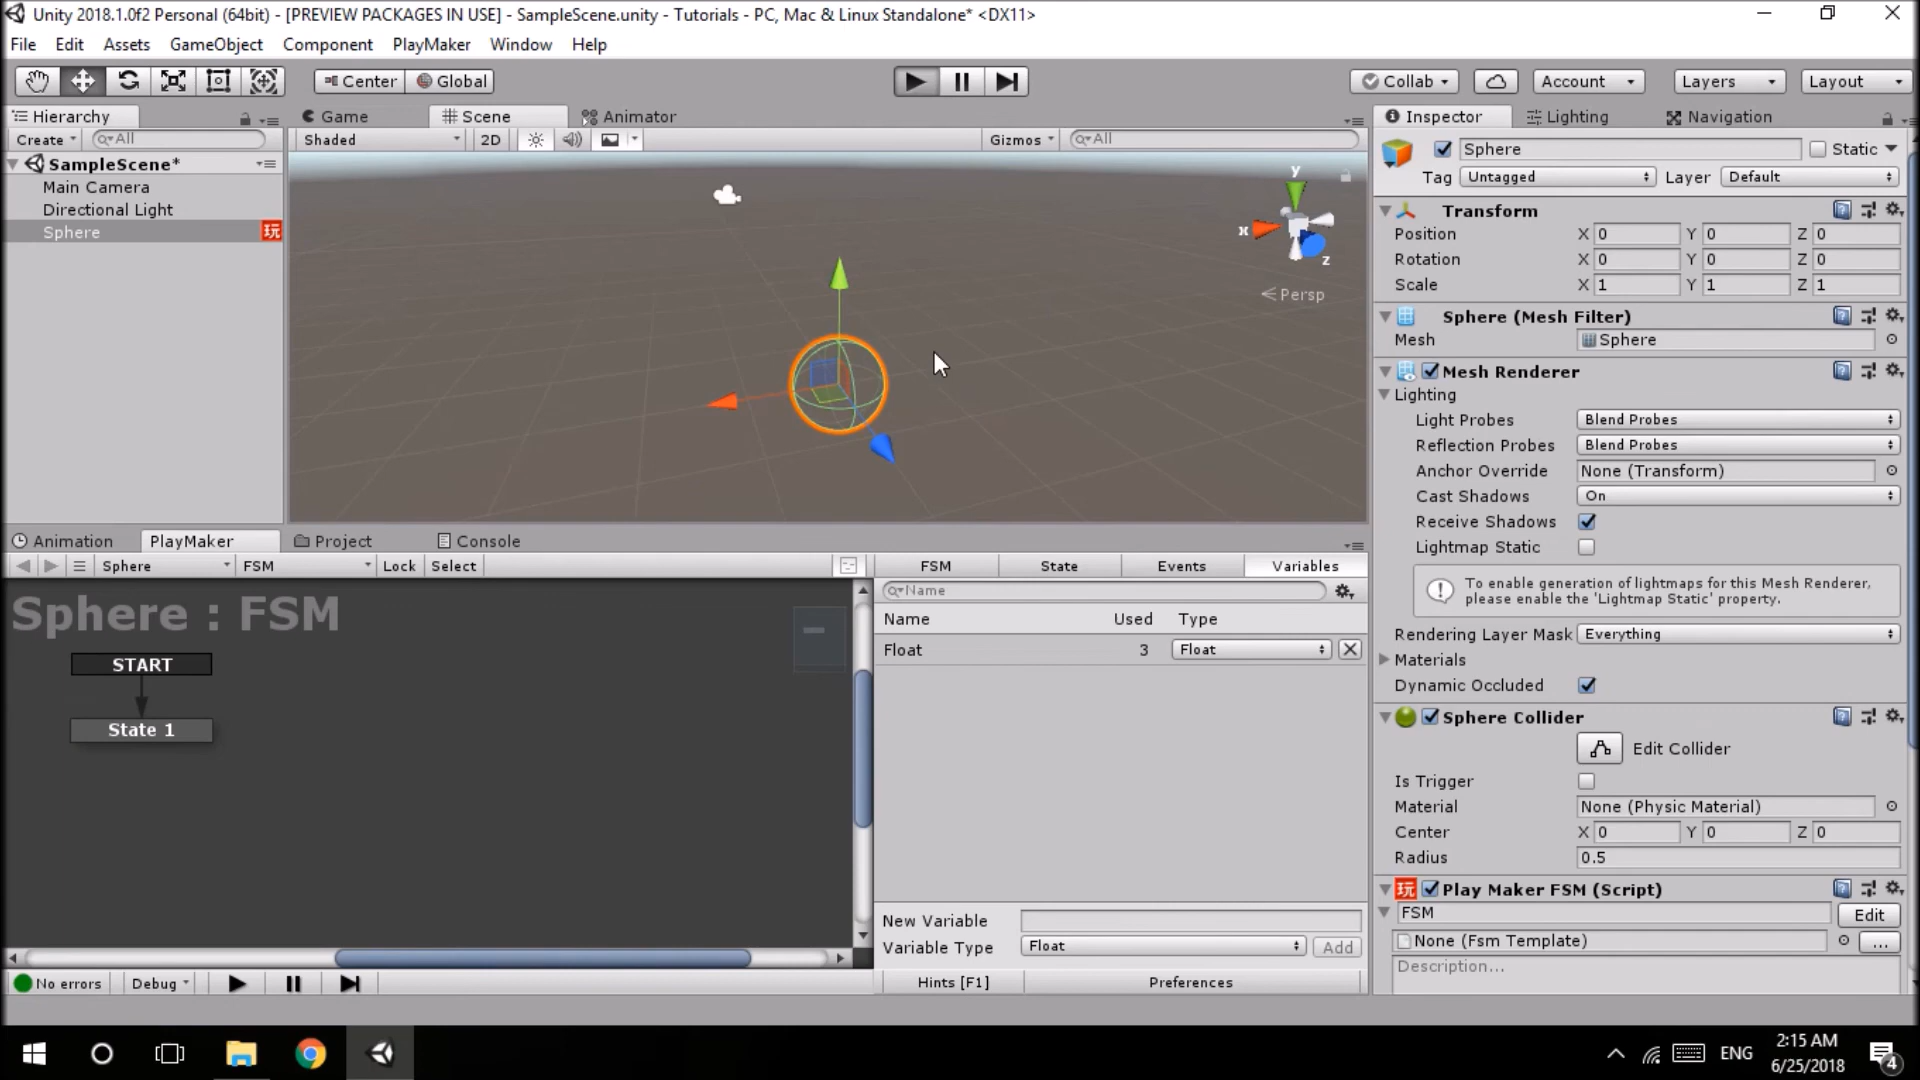 Unity 2018.1.0f2 Personal (64bit) - [PREVIEW PACKAGES IN USE] - SampleScene.unity - Tutorials - PC, Mac & Linux Standalone* <DX11>
File Edit Assets GameObject Component PlayMaker Window Help
Center Global Collab Account Layers Layout
Hierarchy Game Scene Animator Inspector Lighting Navigation
Create All Shaded 2D Gizmos All
SampleScene*
Main Camera
Directional Light
Sphere 玩
y
x
z
Persp
Sphere Static
Tag Untagged Layer Default
Transform
Position X 0 Y 0 Z 0
Rotation X 0 Y 0 Z 0
Scale X 1 Y 1 Z 1
Sphere (Mesh Filter)
Mesh Sphere
Mesh Renderer
Lighting
Light Probes Blend Probes
Reflection Probes Blend Probes
Anchor Override None (Transform)
Cast Shadows On
Receive Shadows
Lightmap Static
To enable generation of lightmaps for this Mesh Renderer,
please enable the 'Lightmap Static' property.
Rendering Layer Mask Everything
Materials
Dynamic Occluded
Sphere Collider
Edit Collider
Is Trigger
Material None (Physic Material)
Center X 0 Y 0 Z 0
Radius 0.5
玩 Play Maker FSM (Script)
FSM Edit
None (Fsm Template) ...
Description...
Animation PlayMaker Project Console
Sphere FSM Lock Select
Sphere : FSM
START
State 1
FSM State Events Variables
Name
Name Used Type
Float 3 Float
New Variable
Variable Type Float Add
No errors Debug Hints [F1] Preferences
ENG 2:15 AM
6/25/2018 4